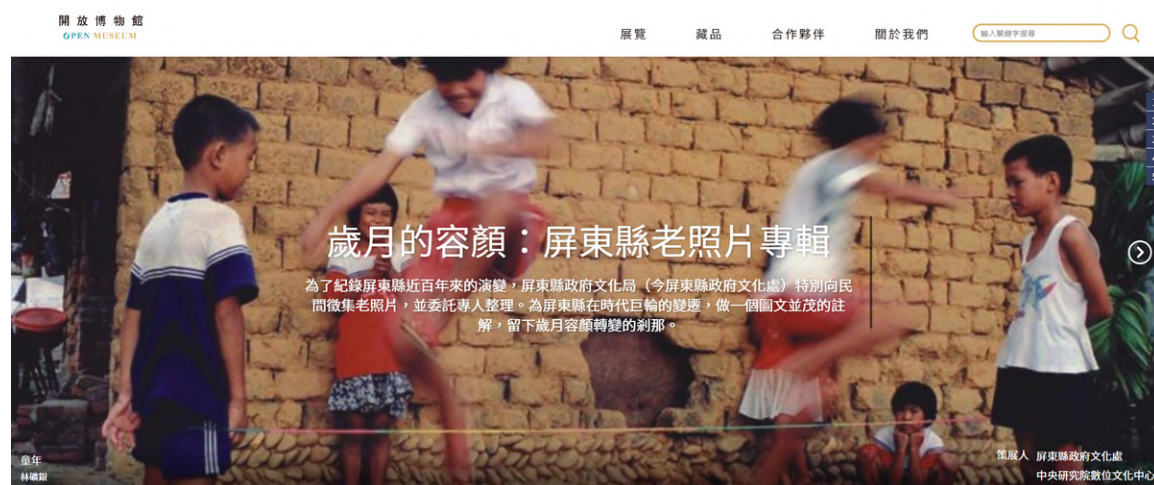 開放博物館
OPEN MUSEUM
展覽
藏品
合作夥伴
關於我們
輸入關鍵字搜尋
歲月的容顏：屏東縣老照片專輯
為了紀錄屏東縣近百年來的演變，屏東縣政府文化局（今屏東縣政府文化處）特別向民
間徵集老照片，並委託專人整理。為屏東縣在時代巨輪的變遷，做一個圖文並茂的註
解，留下歲月容顏轉變的剎那。
童年
林礦銀
策展人 屏東縣政府文化處
中央研究院數位文化中心